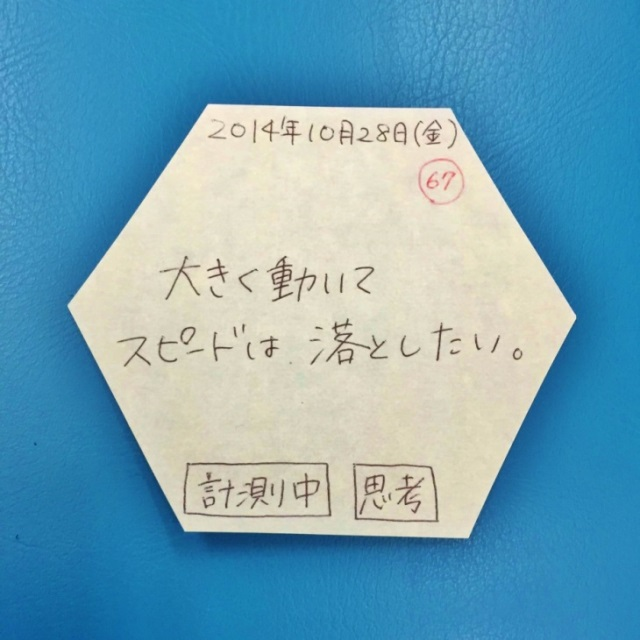 2014年10月28日(金)
67
大きく動いて
スピードは落としたい。
計測り中 思考